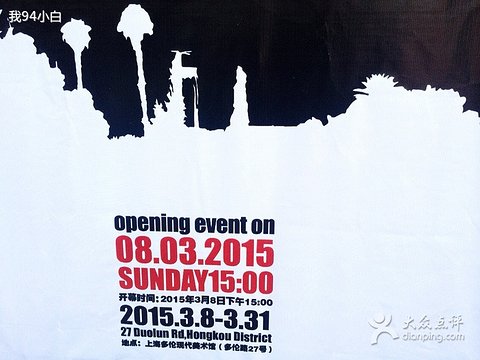 我94小白
opening event on
08.03.2015
SUNDAY15:00
开幕时间：2015年3月8日下午15:00
2015.3.8-3.31
27 Duolun Rd,Hongkou District
地点：上海多伦现代美术馆（多伦路27号）
大众点评
dianping.com